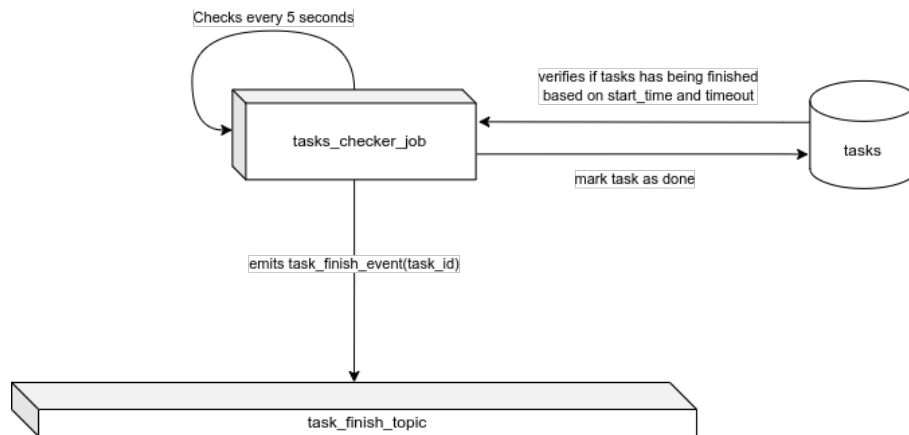 Checks every 5 seconds
verifies if tasks has being finished
based on start_time and timeout
tasks_checker_job
tasks
mark task as done
emits task_finish_event(task_id)
task_finish_topic